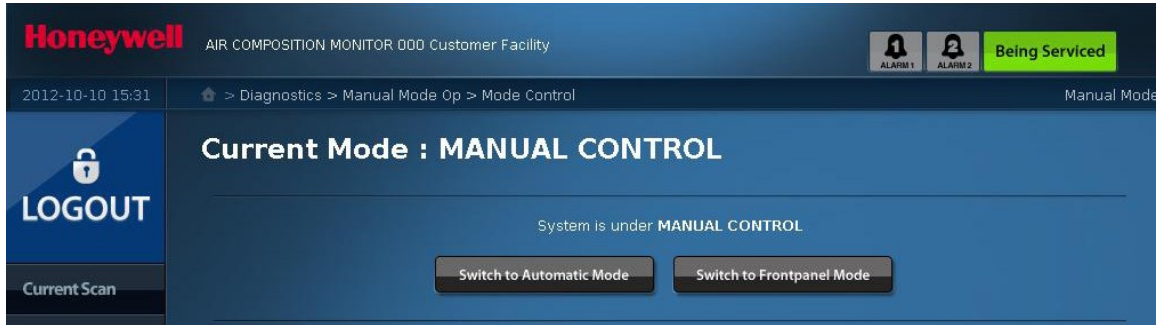 Honeywell
AIR COMPOSITION MONITOR 000 Customer Facility
1
ALARM 1
2
ALARM 2
Being Serviced
2012-10-10 15:31
> Diagnostics > Manual Mode Op > Mode Control
Manual Mode
LOGOUT
Current Mode : MANUAL CONTROL
System is under MANUAL CONTROL
Switch to Automatic Mode
Switch to Frontpanel Mode
Current Scan